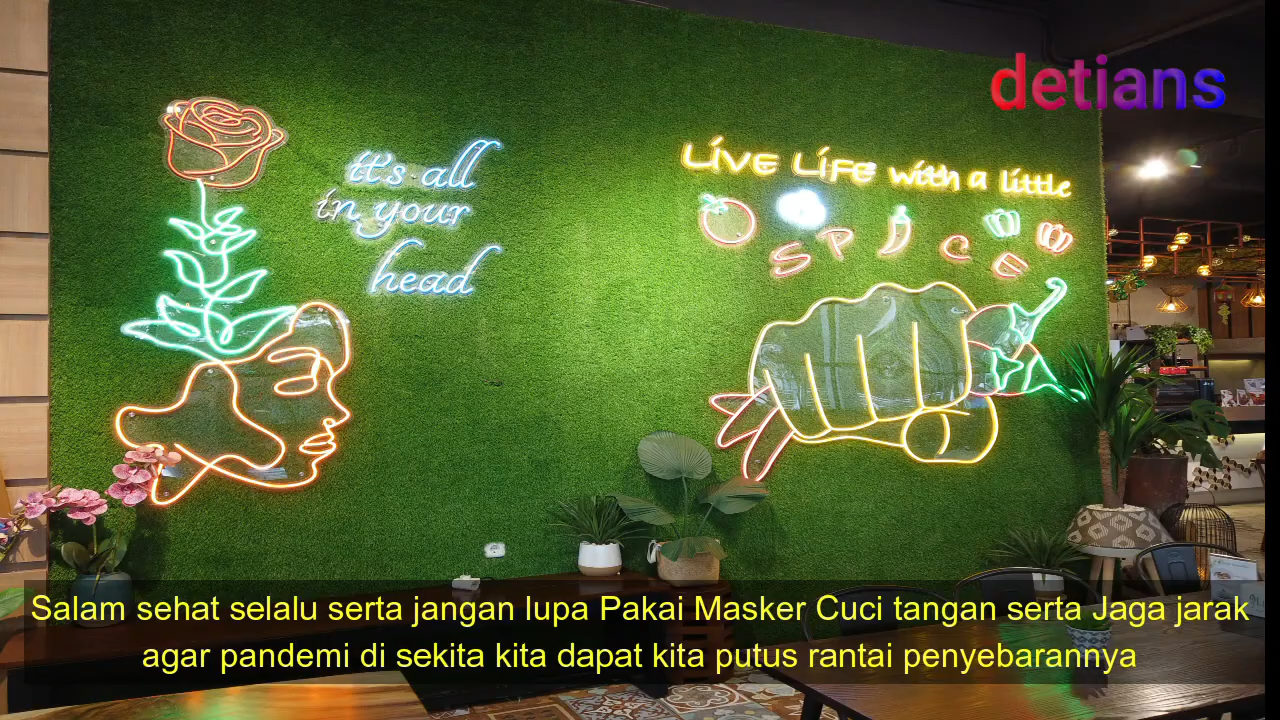 detians
it's all
in your
head
LIVE LIFE with a little
SPICE
Salam sehat selalu serta jangan lupa Pakai Masker Cuci tangan serta Jaga jarak
agar pandemi di sekita kita dapat kita putus rantai penyebarannya